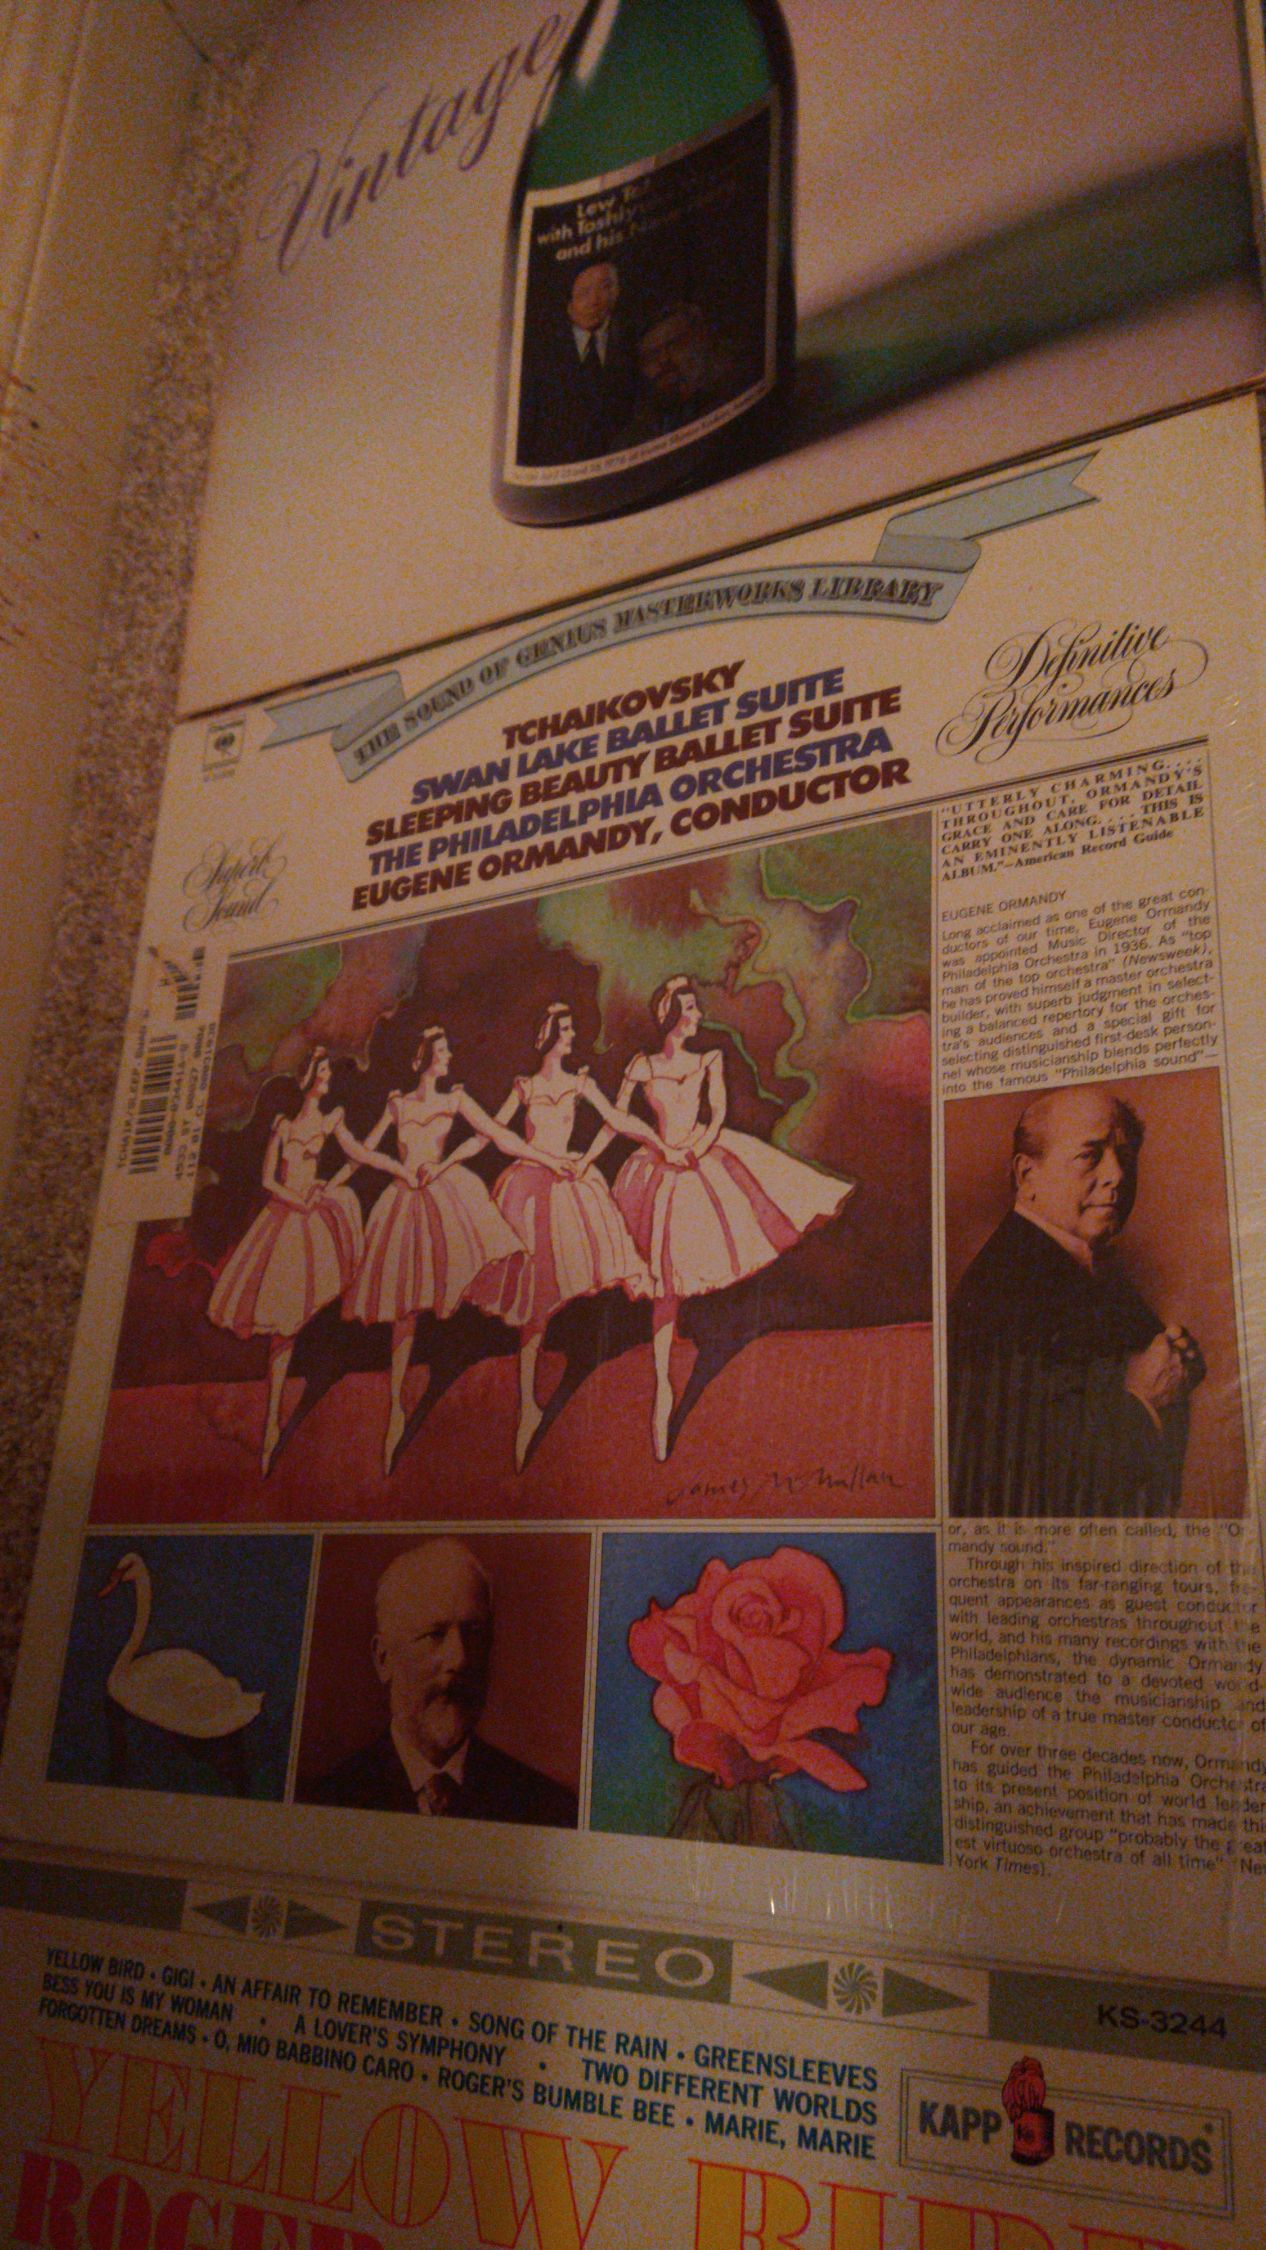 Vintage
Lew
with
and his
THE SOUND OF GENIUS MASTERWORKS LIBRARY
TCHAIKOVSKY
SWAN LAKE BALLET SUITE
SLEEPING BEAUTY BALLET SUITE
THE PHILADELPHIA ORCHESTRA
EUGENE ORMANDY, CONDUCTOR
Definitive
Performances
Superb
Sound
"UTTERLY CHARMING....
THROUGHOUT, ORMANDY'S
GRACE AND CARE FOR DETAIL
CARRY ONE ALONG.... THIS IS
AN EMINENTLY LISTENABLE
ALBUM."—American Record Guide
EUGENE ORMANDY
Long acclaimed as one of the great con-
ductors of our time, Eugene Ormandy
was appointed Music Director of the
Philadelphia Orchestra in 1936. As "top
man of the top orchestra" (Newsweek),
he has proved himself a master orchestra
builder, with superb judgment in select-
ing a balanced repertory for the orches-
tra's audiences and a special gift for
selecting distinguished first-desk person-
nel whose musicianship blends perfectly
into the famous "Philadelphia sound"—
James McMullan
or, as it is more often called, the "Or
mandy sound."
Through his inspired direction of the
orchestra on its far-ranging tours, fre-
quent appearances as guest conductor
with leading orchestras throughout the
world, and his many recordings with the
Philadelphians, the dynamic Ormandy
has demonstrated to a devoted world-
wide audience the musicianship and
leadership of a true master conductor of
our age.
For over three decades now, Ormandy
has guided the Philadelphia Orchestra
to its present position of world leader
ship, an achievement that has made this
distinguished group "probably the great
est virtuoso orchestra of all time" (New
York Times).
STEREO
KS-3244
YELLOW BIRD • GIGI • AN AFFAIR TO REMEMBER • SONG OF THE RAIN • GREENSLEEVES
BESS YOU IS MY WOMAN • A LOVER'S SYMPHONY • TWO DIFFERENT WORLDS
FORGOTTEN DREAMS • O, MIO BABBINO CARO • ROGER'S BUMBLE BEE • MARIE, MARIE
KAPP RECORDS
YELLOW BIRD
ROGER